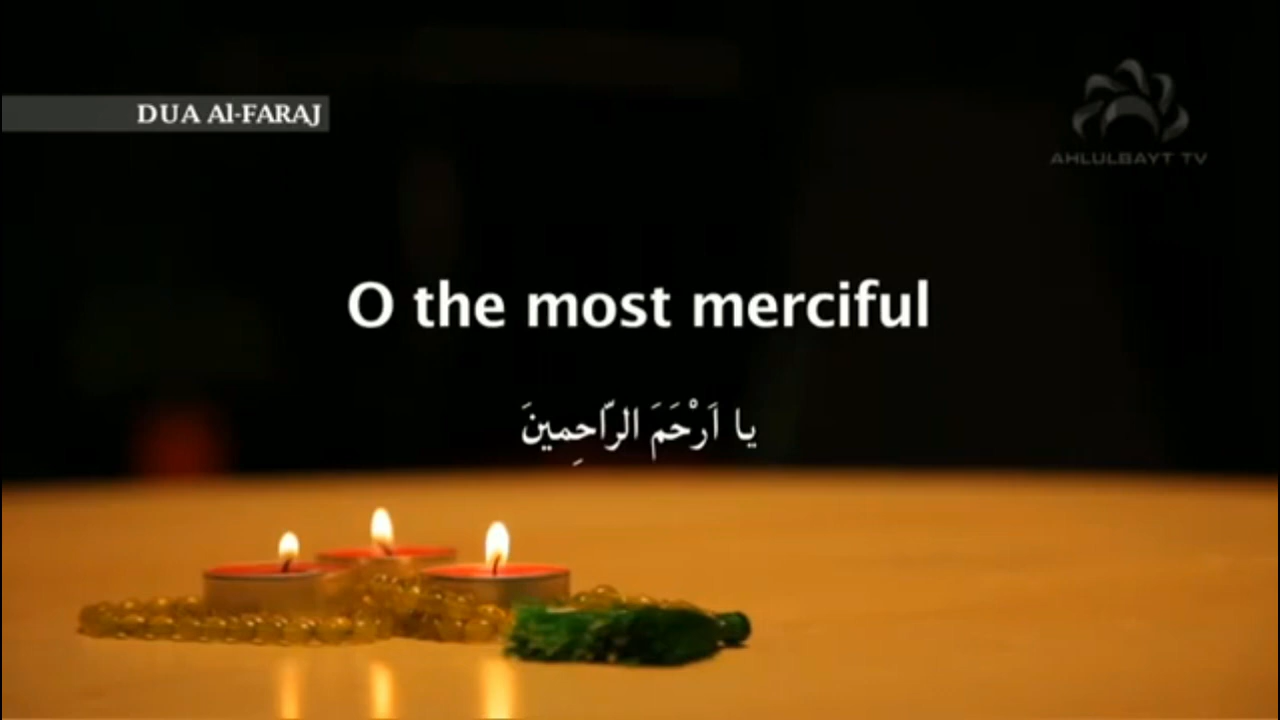 DUA Al-FARAJ
AHLULBAYT TV
O the most merciful
يا اَرْحَمَ الرّاحِمينَ